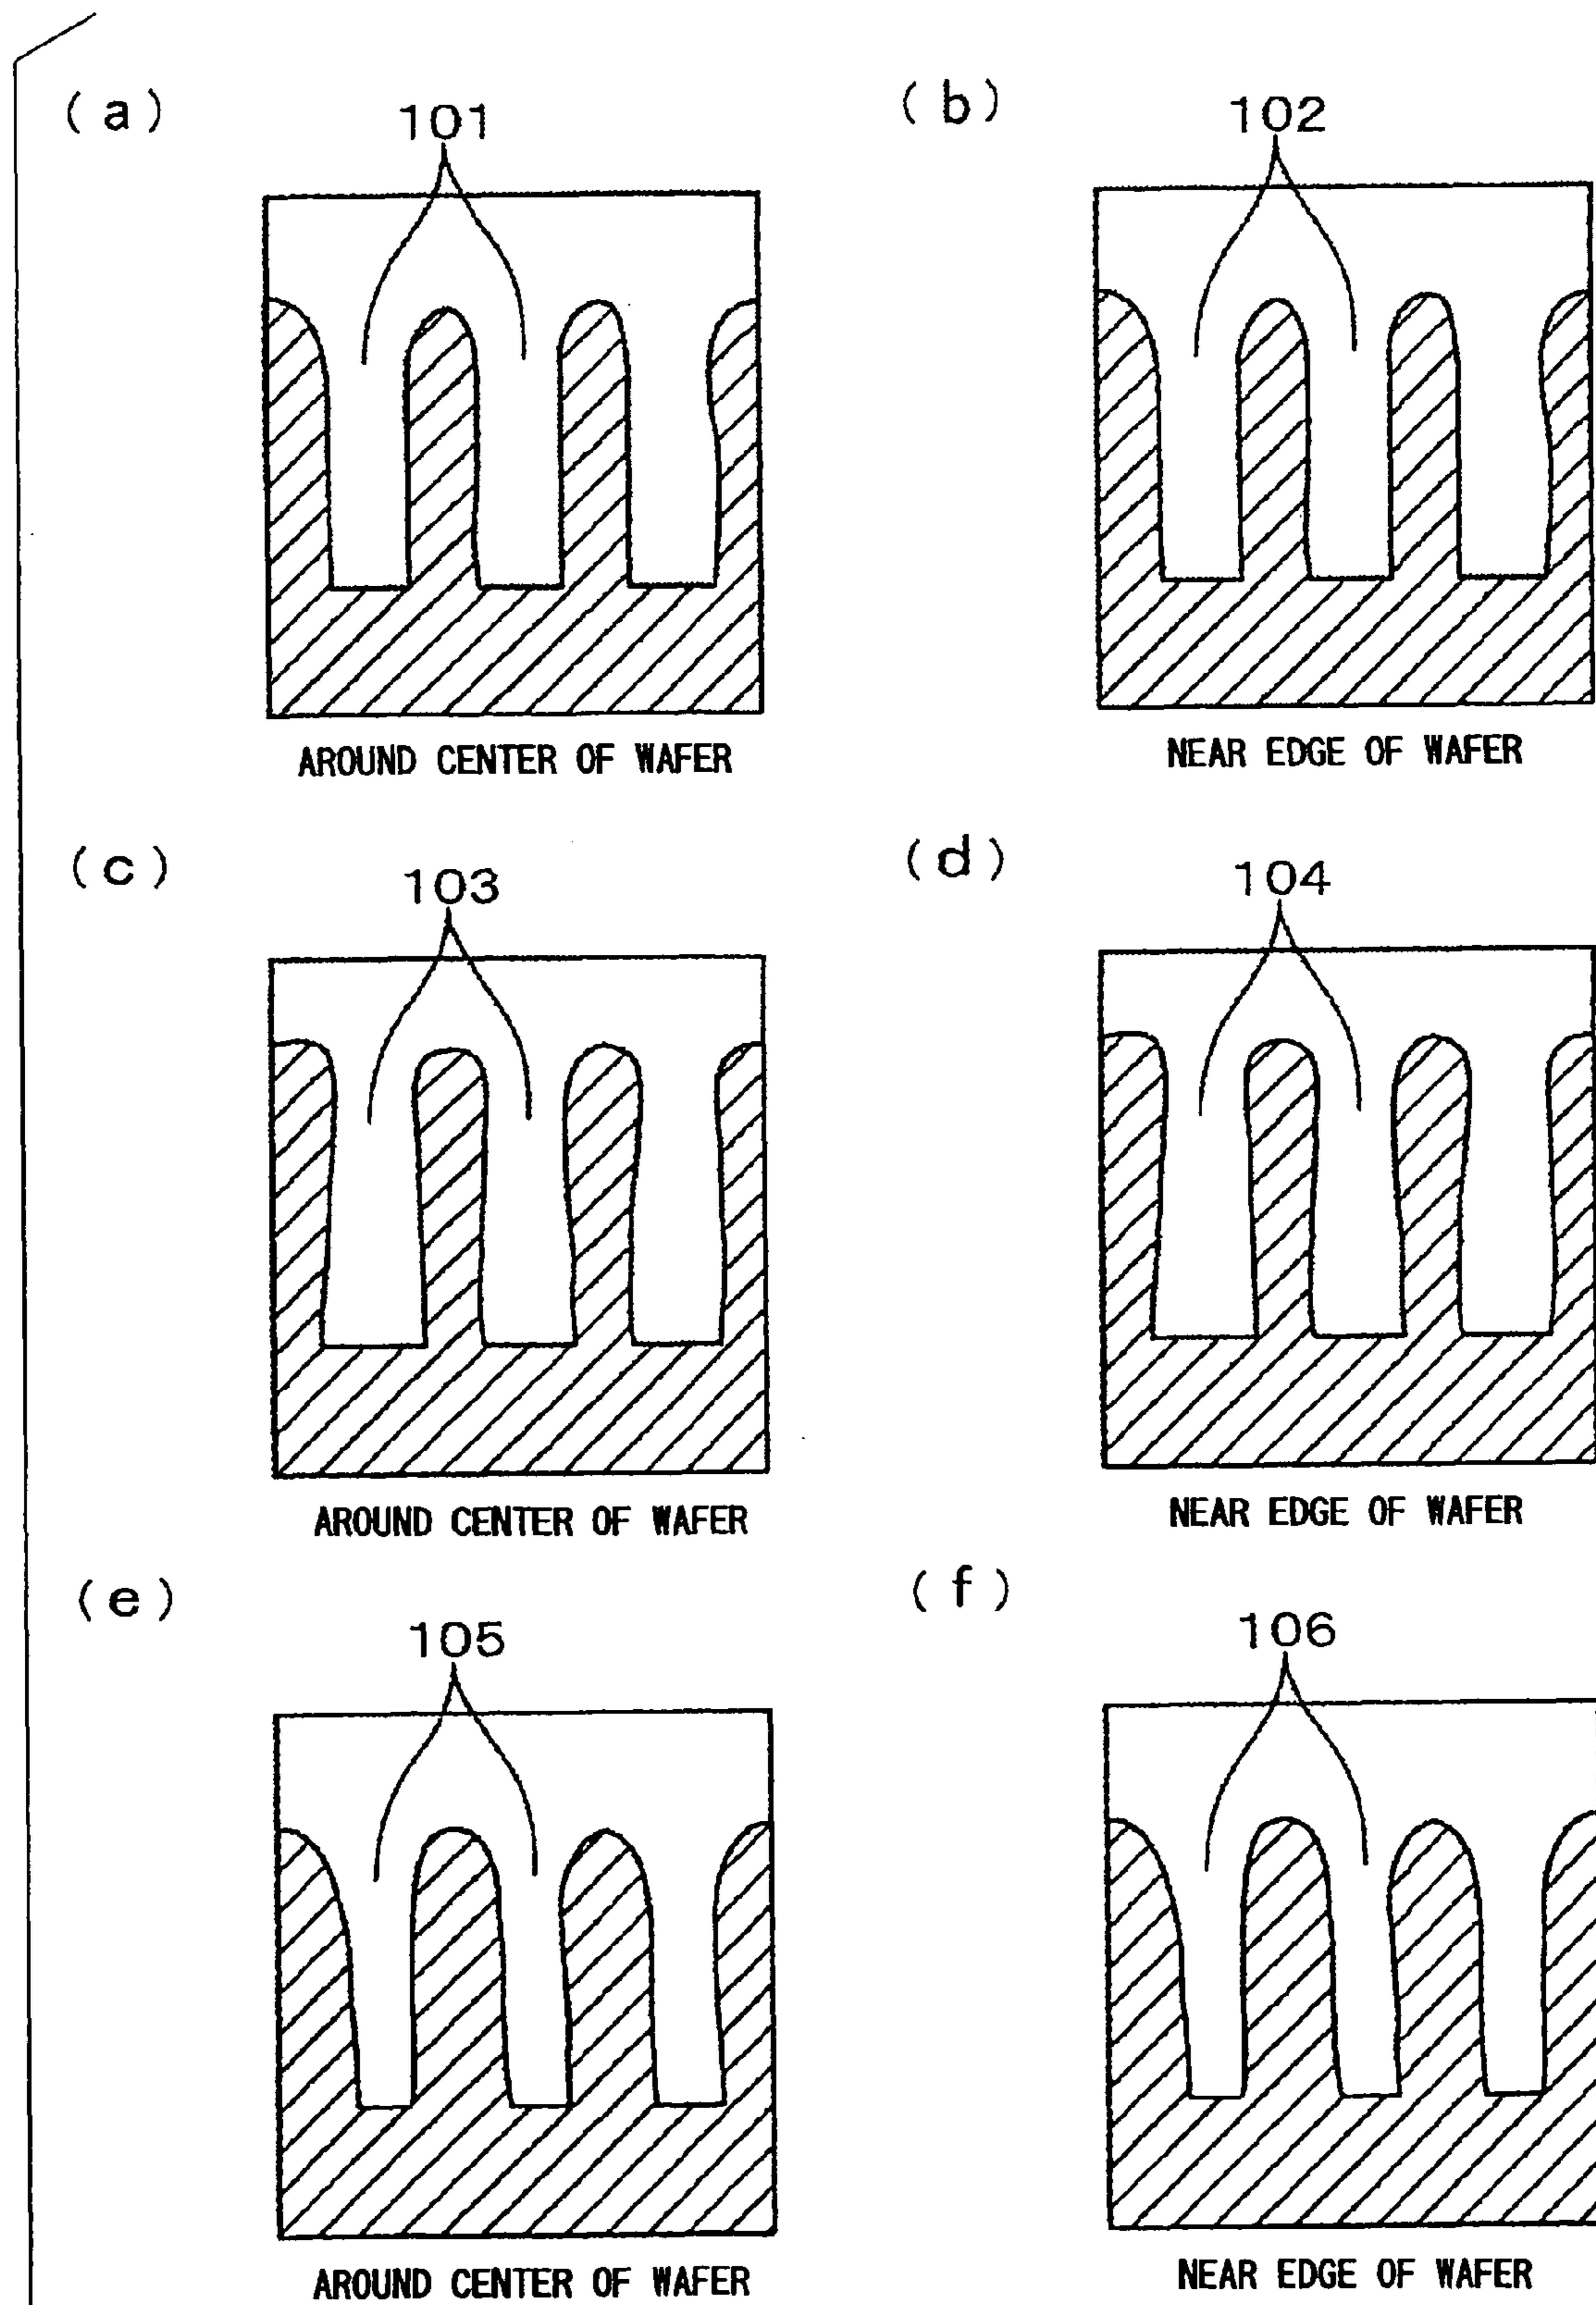 (a)
101
(b)
102
AROUND CENTER OF WAFER
NEAR EDGE OF WAFER
(c)
103
(d)
104
AROUND CENTER OF WAFER
NEAR EDGE OF WAFER
(e)
105
(f)
106
AROUND CENTER OF WAFER
NEAR EDGE OF WAFER